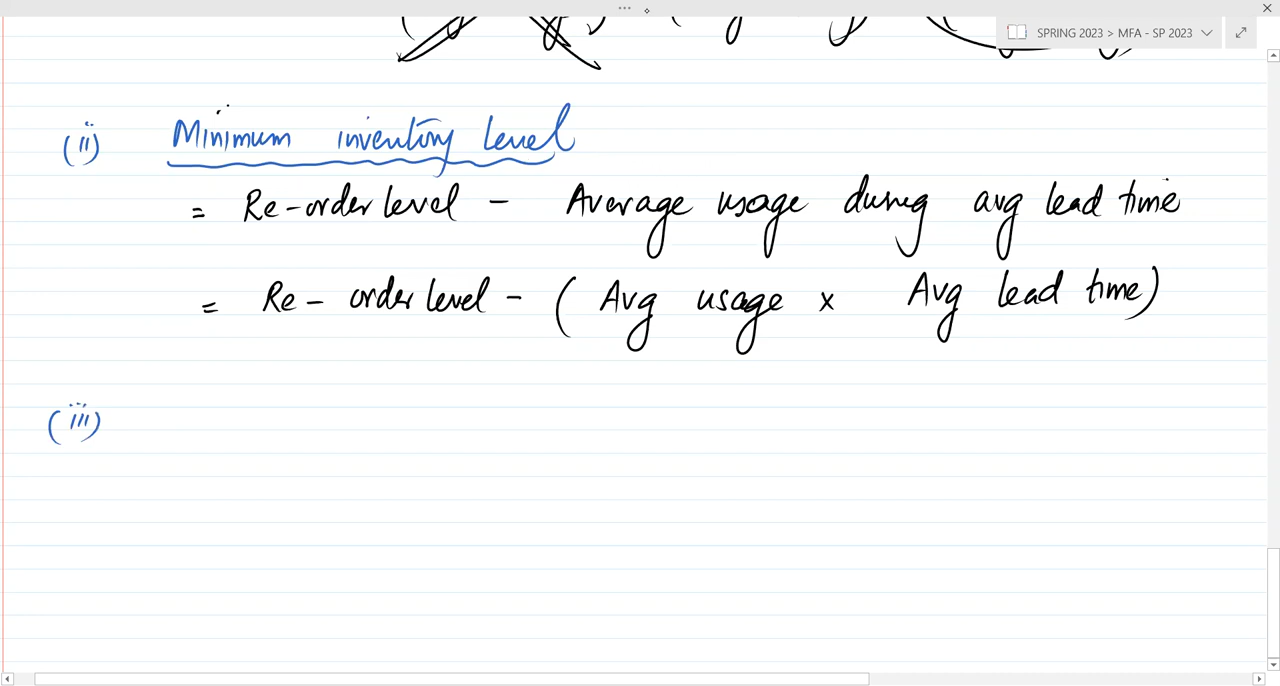 SPRING 2023 > MFA - SP 2023
(ii) Minimum inventory level
= Re-order level - Average usage during avg lead time
= Re-order level - (Avg usage x Avg lead time)
(iii)